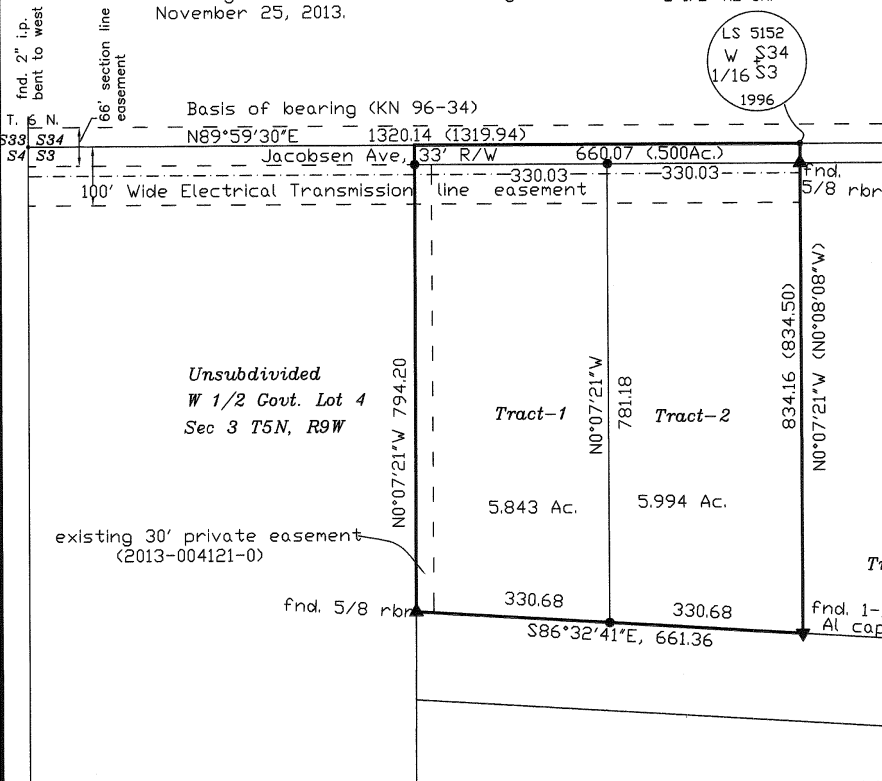 November 25, 2013.
fnd. 2" i.p.
bent to west
66' section line
easement
LS 5152
W S34
1/16 S3
1996
T. 6 N.
S33 S34
S4 S3
Basis of bearing (KN 96-34)
N89°59'30"E 1320.14 (1319.94)
Jacobsen Ave, 33' R/W 660.07 (.500Ac.)
330.03 330.03
100' Wide Electrical Transmission line easement
fnd.
5/8 rbr
Unsubdivided
W 1/2 Govt. Lot 4
Sec 3 T5N, R9W
N0°07'21"W 794.20
Tract-1
N0°07'21"W
781.18
Tract-2
834.16 (834.50)
N0°07'21"W (N0°08'08"W)
5.843 Ac.
5.994 Ac.
existing 30' private easement
(2013-004121-0)
fnd. 5/8 rbr
330.68
330.68
S86°32'41"E, 661.36
fnd. 1-
Al cap